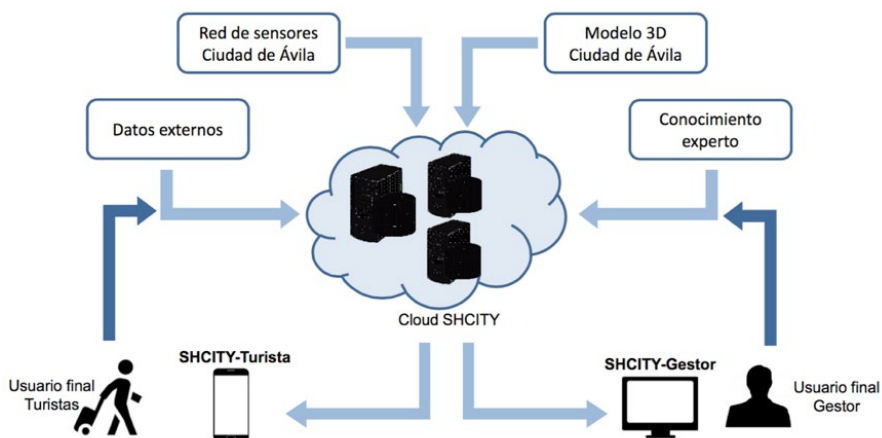 Red de sensores
Ciudad de Ávila
Modelo 3D
Ciudad de Ávila
Datos externos
Conocimiento
experto
Cloud SHCITY
SHCITY-Turista
SHCITY-Gestor
Usuario final
Turistas
Usuario final
Gestor